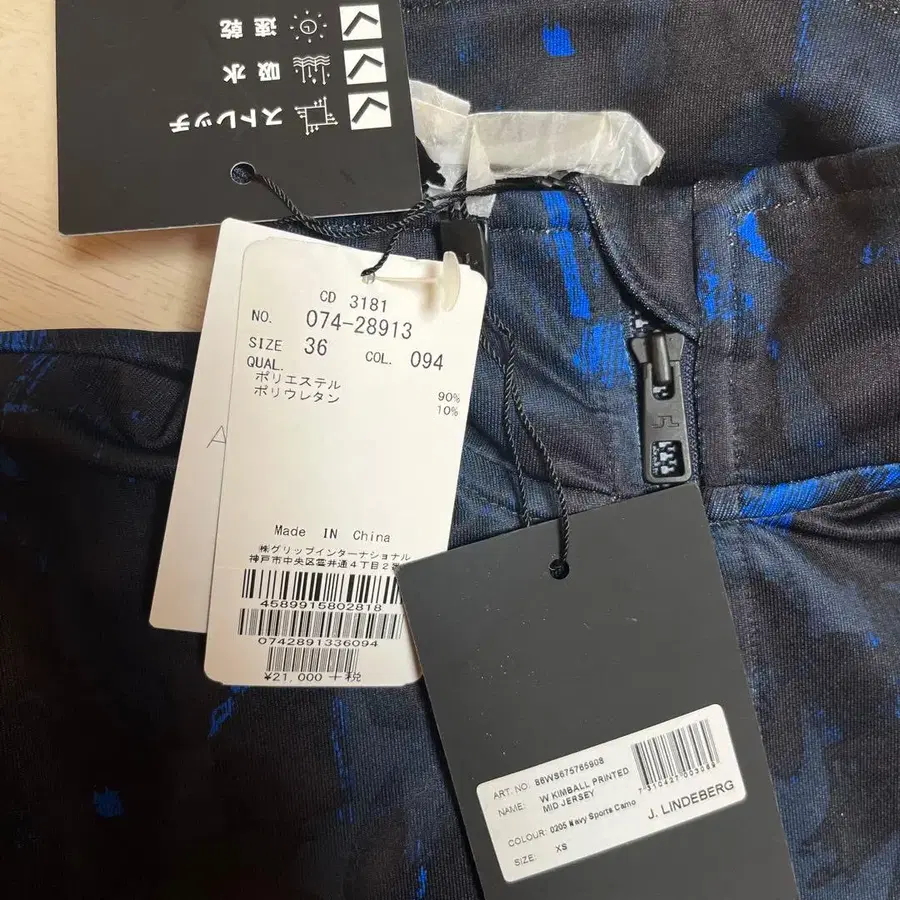 速乾
吸水
ストレッチ
A
CD 3181
NO. 074-28913
SIZE 36 COL. 094
QUAL.
ポリエステル 90%
ポリウレタン 10%
Made IN China
㈱グリップインターナショナル
神戸市中央区雲井通4丁目2
4589915802818
0742891336094
¥21,000 +税
ART. NO: 86WS675765908
NAME: W KIMBALL PRINTED
MID JERSEY
COLOUR: 0205 Navy Sports Camo
SIZE: XS
7310427003089
J. LINDEBERG